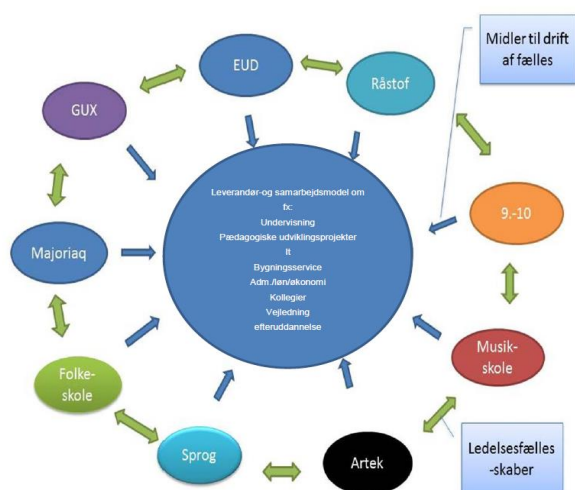 EUD
Råstof
Midler til drift
af fælles
GUX
9.-10
Leverandør-og samarbejdsmodel om
fx:
Undervisning
Pædagogiske udviklingsprojekter
It
Bygningsservice
Adm./løn/økonomi
Kollegier
Vejledning
efteruddannelse
Majoriaq
Folke-
skole
Musik-
skole
Sprog
Artek
Ledelsesfælles
-skaber